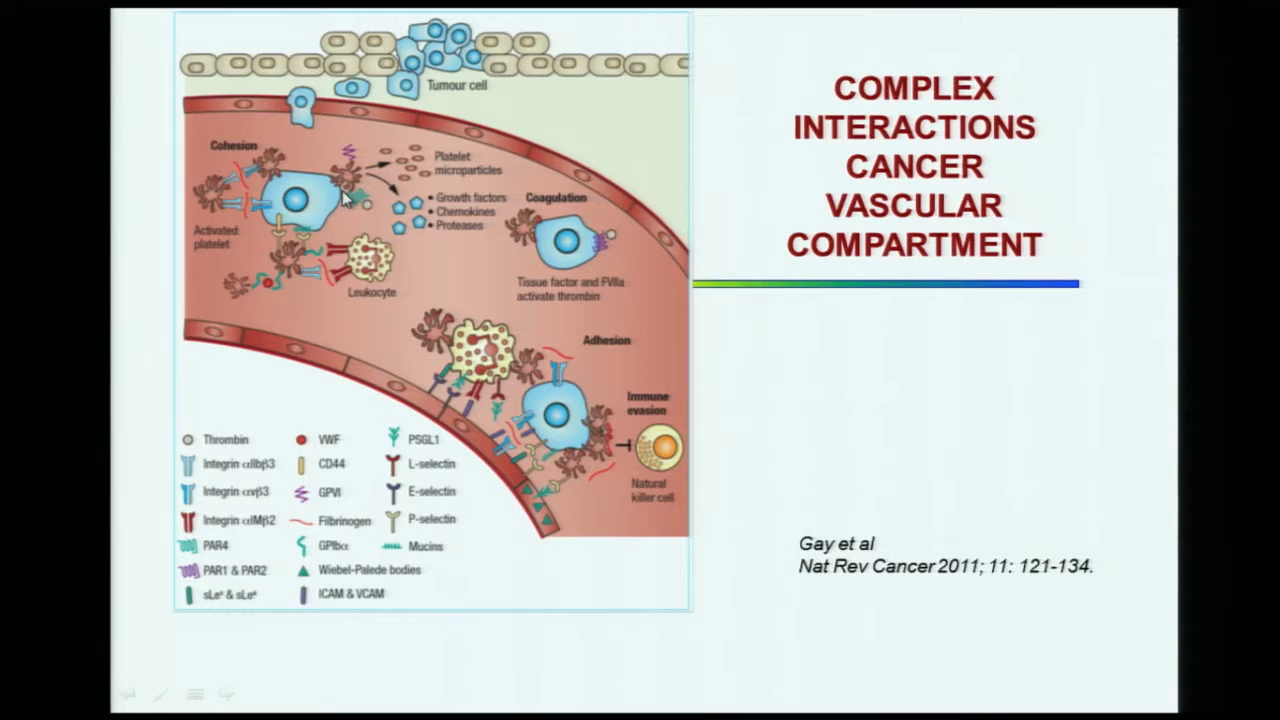 COMPLEX
INTERACTIONS
CANCER
VASCULAR
COMPARTMENT
Tumour cell
Cohesion
Platelet
microparticles
• Growth factors
• Chemokines
• Proteases
Coagulation
Activated
platelet
Leukocyte
Tissue factor and FVIIa
activate thrombin
Adhesion
Immune
evasion
Natural
killer cell
Thrombin
Integrin αIIbβ3
Integrin αvβ3
Integrin αIMβ2
PAR4
PAR1 & PAR2
VWF
CD44
GPVI
Fibrinogen
GPIbα
Wiebel-Palade bodies
ICAM & VCAM
PSGL1
L-selectin
E-selectin
P-selectin
Mucins
Gay et al
Nat Rev Cancer 2011; 11: 121-134.